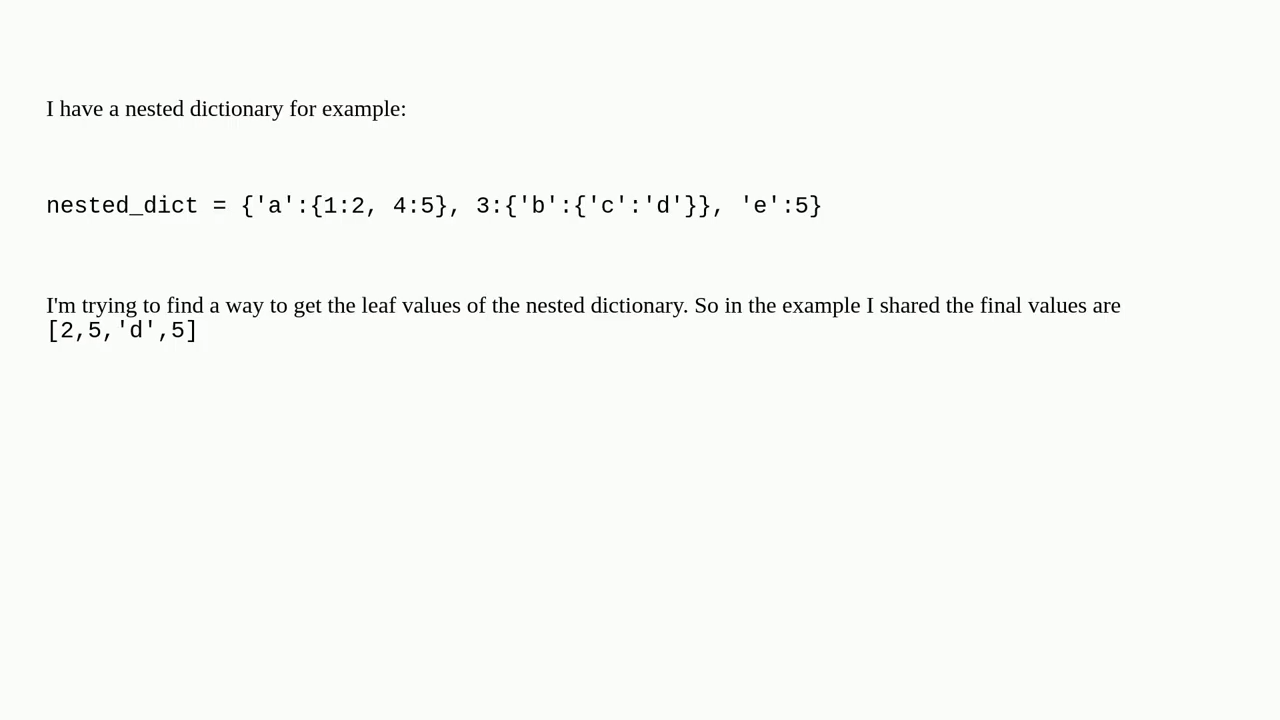 I have a nested dictionary for example:
nested_dict = {'a':{1:2, 4:5}, 3:{'b':{'c':'d'}}, 'e':5}
I'm trying to find a way to get the leaf values of the nested dictionary. So in the example I shared the final values are
[2,5,'d',5]